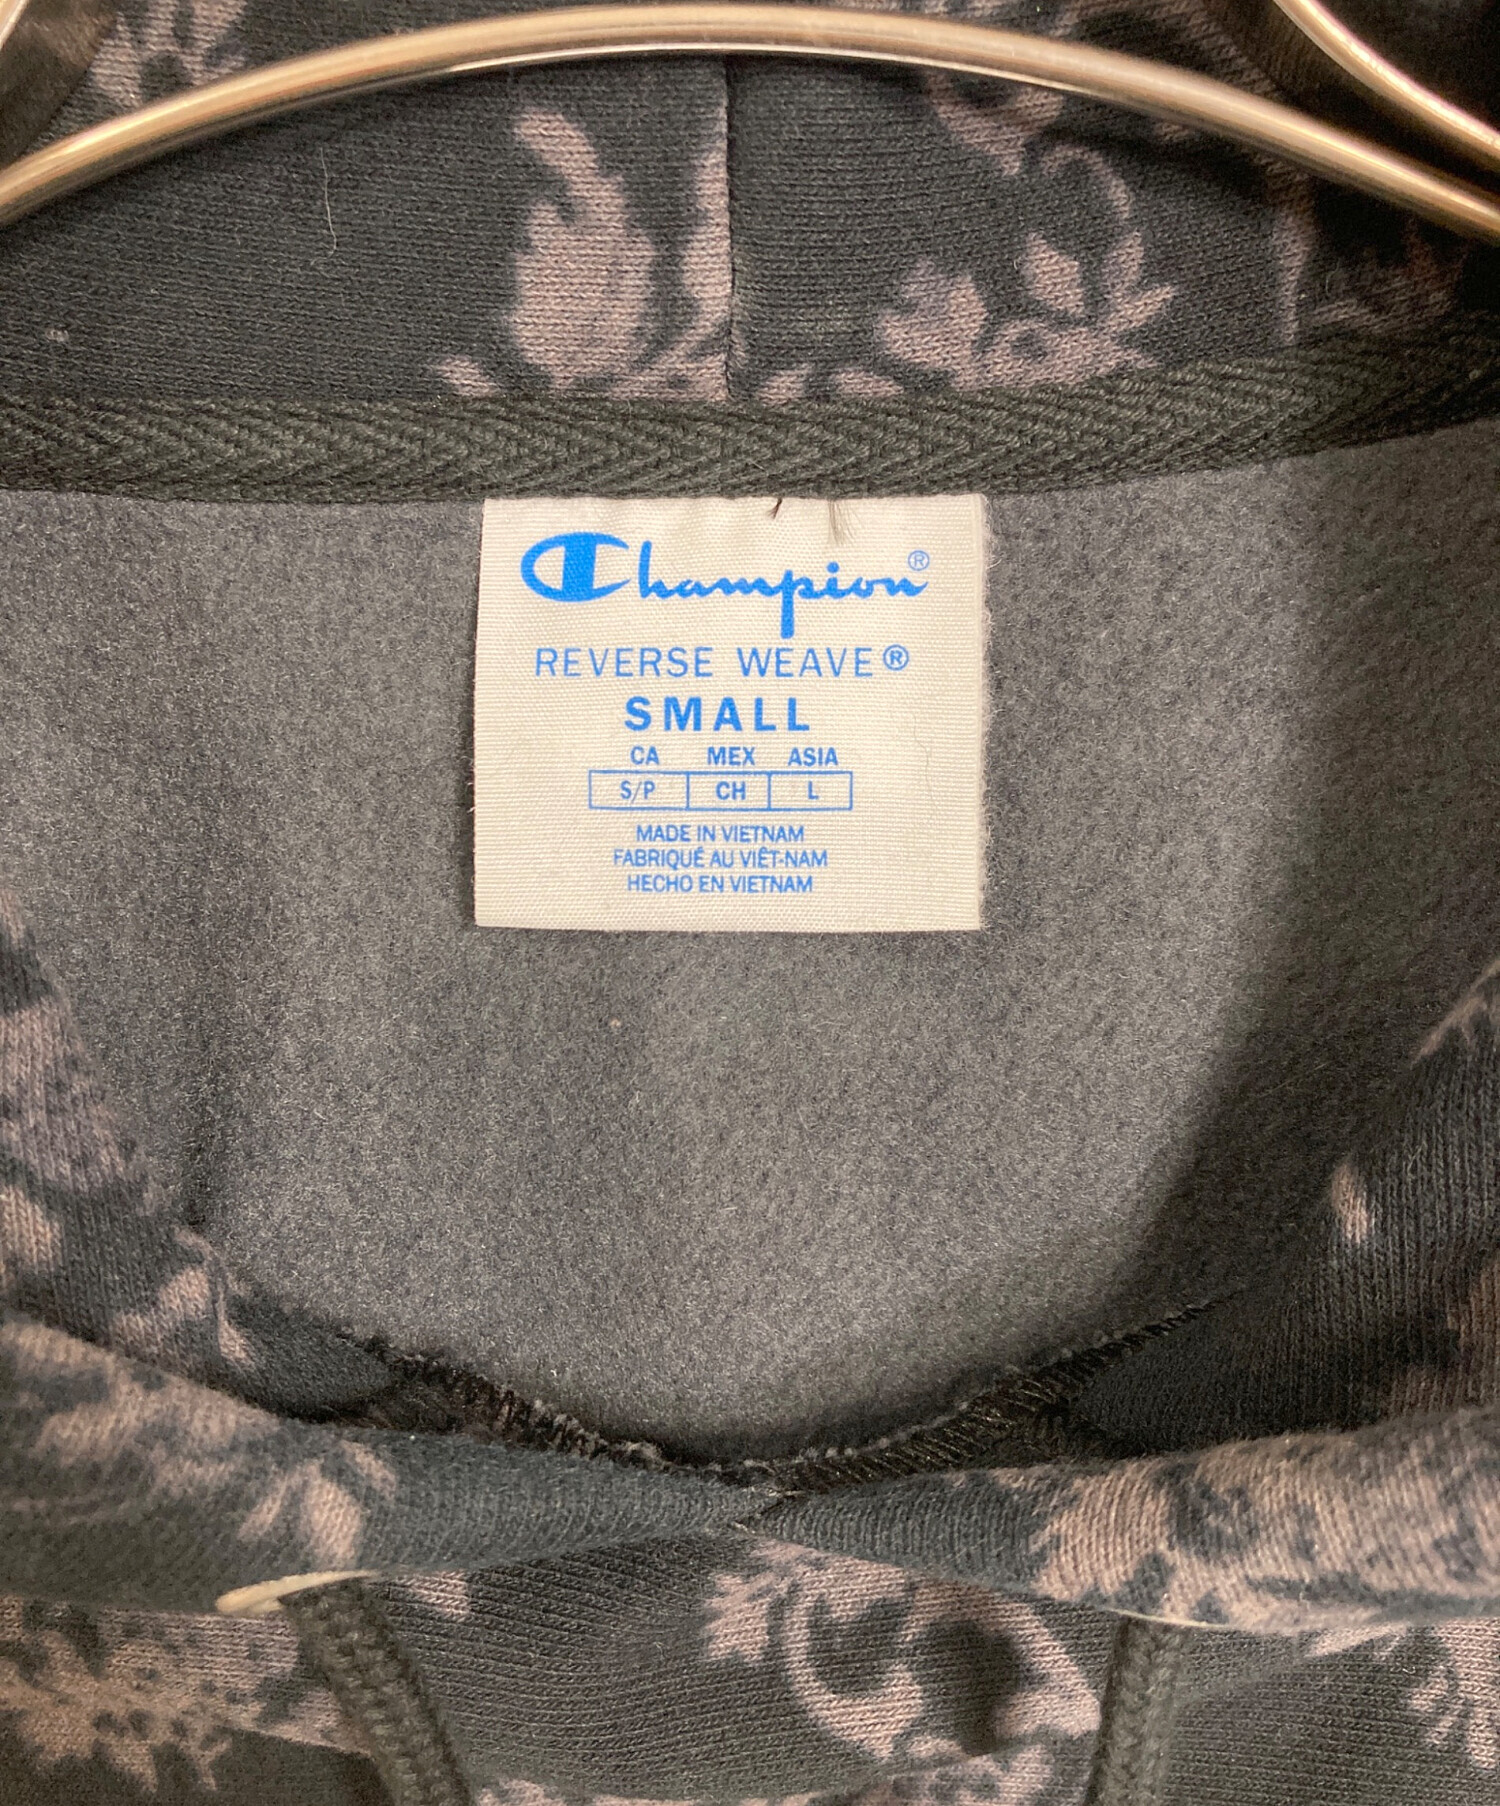 Champion®
REVERSE WEAVE®
SMALL
CA MEX ASIA
S/P CH L
MADE IN VIETNAM
FABRIQUÉ AU VIÊT-NAM
HECHO EN VIETNAM